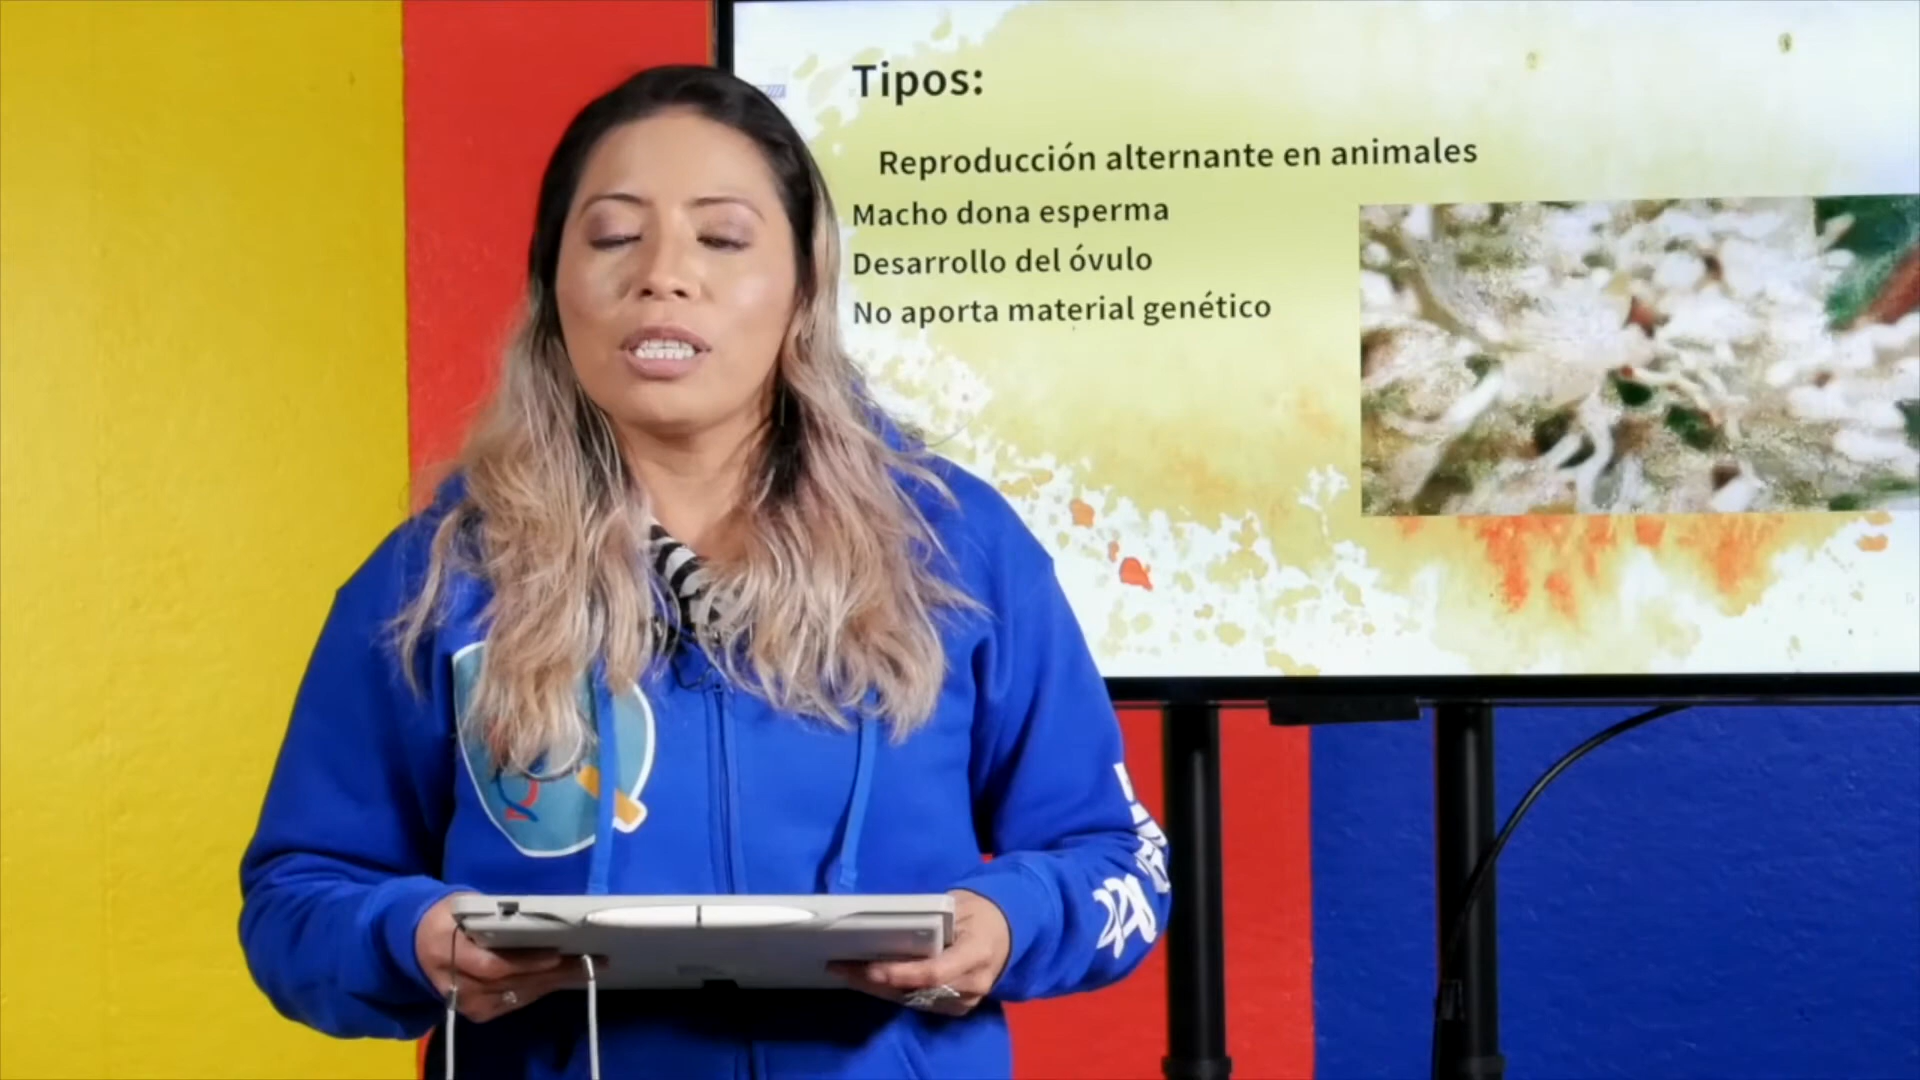 Tipos:
Reproducción alternante en animales
Macho dona esperma
Desarrollo del óvulo
No aporta material genético